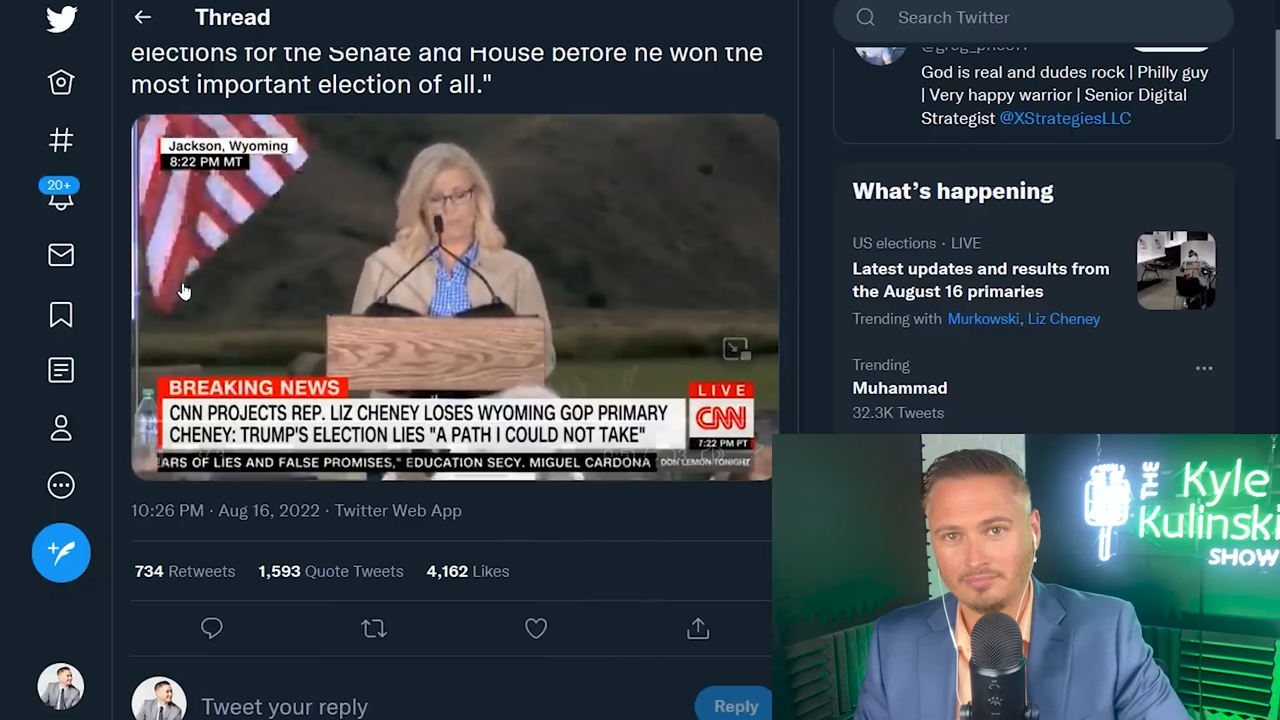 Thread
elections for the Senate and House before he won the
most important election of all."
Jackson, Wyoming
8:22 PM MT
BREAKING NEWS
CNN PROJECTS REP. LIZ CHENEY LOSES WYOMING GOP PRIMARY
CHENEY: TRUMP'S ELECTION LIES "A PATH I COULD NOT TAKE"
LIVE
CNN
7:22 PM PT
ARS OF LIES AND FALSE PROMISES," EDUCATION SECY. MIGUEL CARDONA
DON LEMON TONIGHT
10:26 PM · Aug 16, 2022 · Twitter Web App
734 Retweets 1,593 Quote Tweets 4,162 Likes
Tweet your reply
Reply
20+
Search Twitter
God is real and dudes rock | Philly guy
| Very happy warrior | Senior Digital
Strategist @XStrategiesLLC
What's happening
US elections · LIVE
Latest updates and results from
the August 16 primaries
Trending with Murkowski, Liz Cheney
Trending
Muhammad
32.3K Tweets
THE
Kyle
Kulinski
SHOW